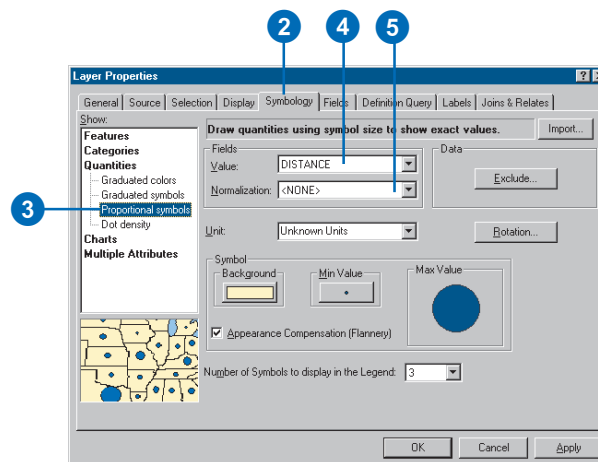 2 4 5
Layer Properties
General Source Selection Display Symbology Fields Definition Query Labels Joins & Relates
Show:
Features
Categories
Quantities
Graduated colors
Graduated symbols
3
Proportional symbols
Dot density
Charts
Multiple Attributes
Draw quantities using symbol size to show exact values.
Import...
Fields
Value: DISTANCE
Normalization: <NONE>
Data
Exclude...
Unit: Unknown Units
Rotation...
Symbol
Background
Min Value
Max Value
Appearance Compensation (Flannery)
Number of Symbols to display in the Legend: 3
OK Cancel Apply